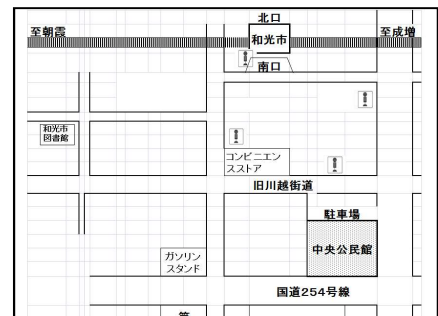 北口
至朝霞
和光市
至成増
南口
和光市
図書館
コンビニエン
スストア
旧川越街道
駐車場
中央公民館
ガソリン
スタンド
国道254号線